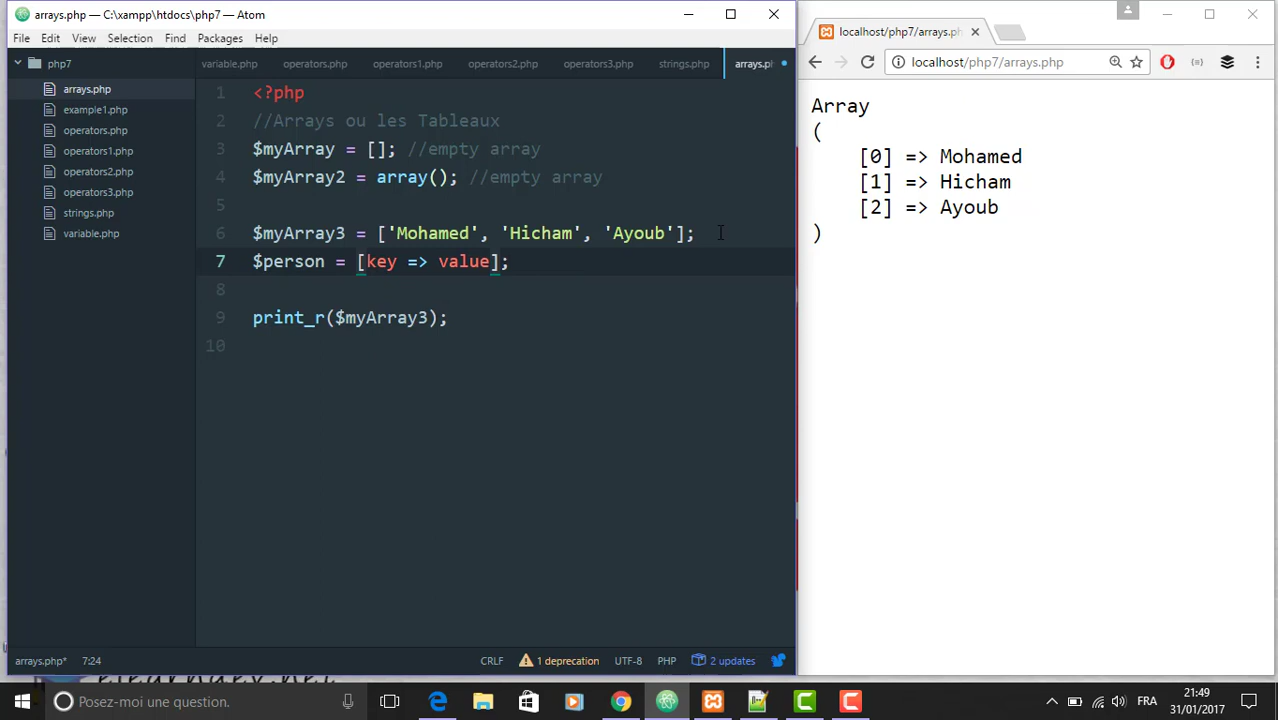 arrays.php — C:\xampp\htdocs\php7 — Atom
File Edit View Selection Find Packages Help
php7
arrays.php
example1.php
operators.php
operators1.php
operators2.php
operators3.php
strings.php
variable.php
variable.php operators.php operators1.php operators2.php operators3.php strings.php arrays.p
1 <?php
2 //Arrays ou les Tableaux
3 $myArray = []; //empty array
4 $myArray2 = array(); //empty array
5
6 $myArray3 = ['Mohamed', 'Hicham', 'Ayoub'];
7 $person = [key => value];
8
9 print_r($myArray3);
10
arrays.php* 7:24 CRLF 1 deprecation UTF-8 PHP 2 updates
localhost/php7/arrays.ph
localhost/php7/arrays.php
Array
(
[0] => Mohamed
[1] => Hicham
[2] => Ayoub
)
Posez-moi une question.
FRA
21:49
31/01/2017